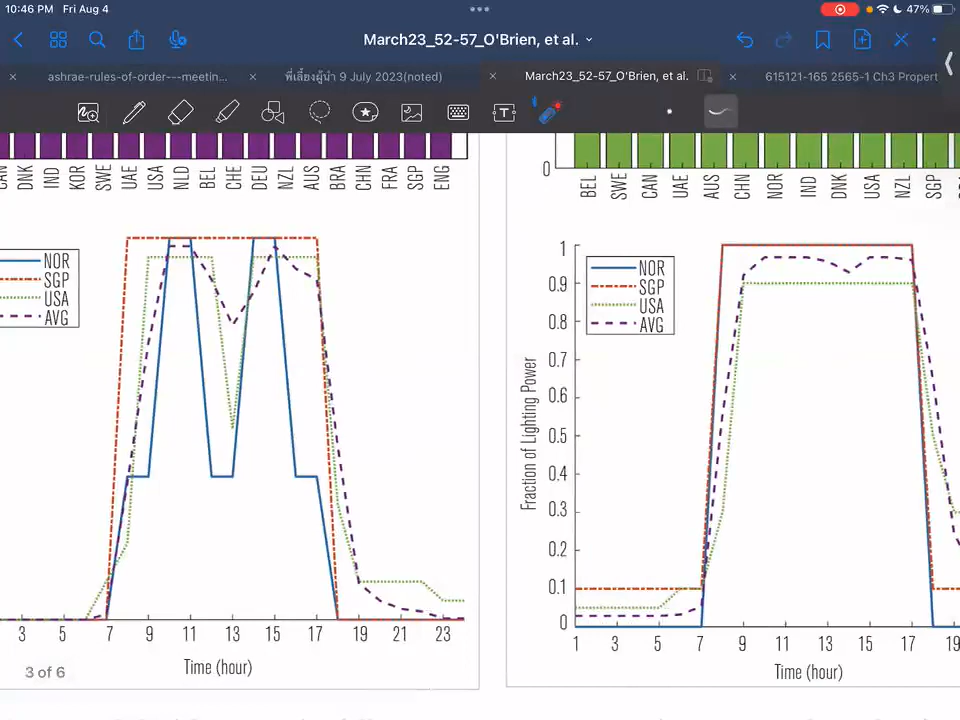 10:46 PM Fri Aug 4
47%
March23_52-57_O'Brien, et al.
ashrae-rules-of-order---meetin...
พี่เลี้ยงผู้นำ 9 July 2023(noted)
March23_52-57_O'Brien, et al.
615121-165 2565-1 Ch3 Propert
CAN DNK IND KOR SWE UAE USA NLD BEL CHE DEU NZL AUS BRA CHN FRA SGP ENG
NOR
SGP
USA
AVG
3 5 7 9 11 13 15 17 19 21 23
Time (hour)
3 of 6
0
BEL SWE CAN UAE AUS CHN NOR IND DNK USA NZL SGP
Fraction of Lighting Power
1
0.9
0.8
0.7
0.6
0.5
0.4
0.3
0.2
0.1
0
NOR
SGP
USA
AVG
1 3 5 7 9 11 13 15 17 19
Time (hour)